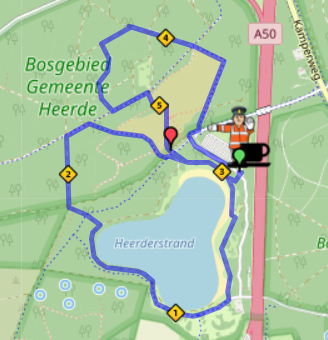 4
A50
Kamperweg
Bosgebied
Gemeente
Heerde
5
2
3
Heerderstrand
B
1